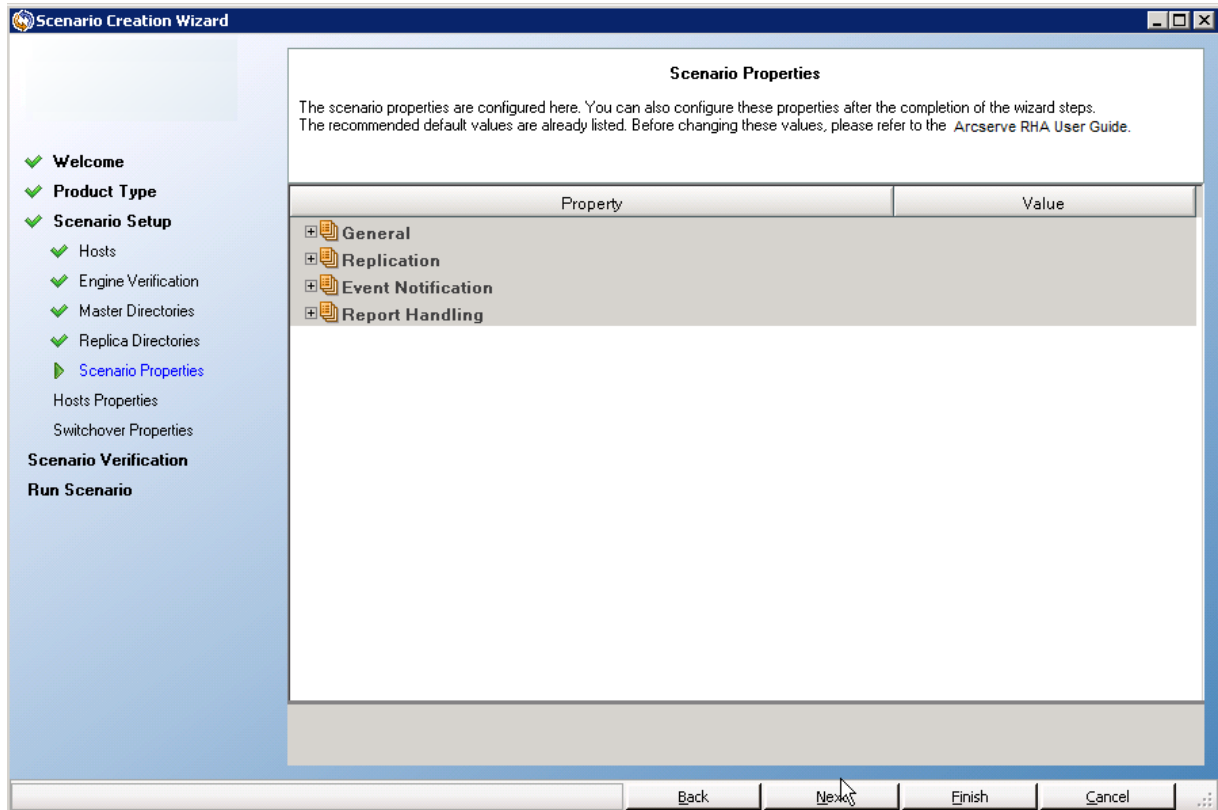 Scenario Creation Wizard
Scenario Properties
The scenario properties are configured here. You can also configure these properties after the completion of the wizard steps.
The recommended default values are already listed. Before changing these values, please refer to the Arcserve RHA User Guide.
Welcome
Product Type
Scenario Setup
Hosts
Engine Verification
Master Directories
Replica Directories
Scenario Properties
Hosts Properties
Switchover Properties
Scenario Verification
Run Scenario
Property Value
General
Replication
Event Notification
Report Handling
Back Next Finish Cancel